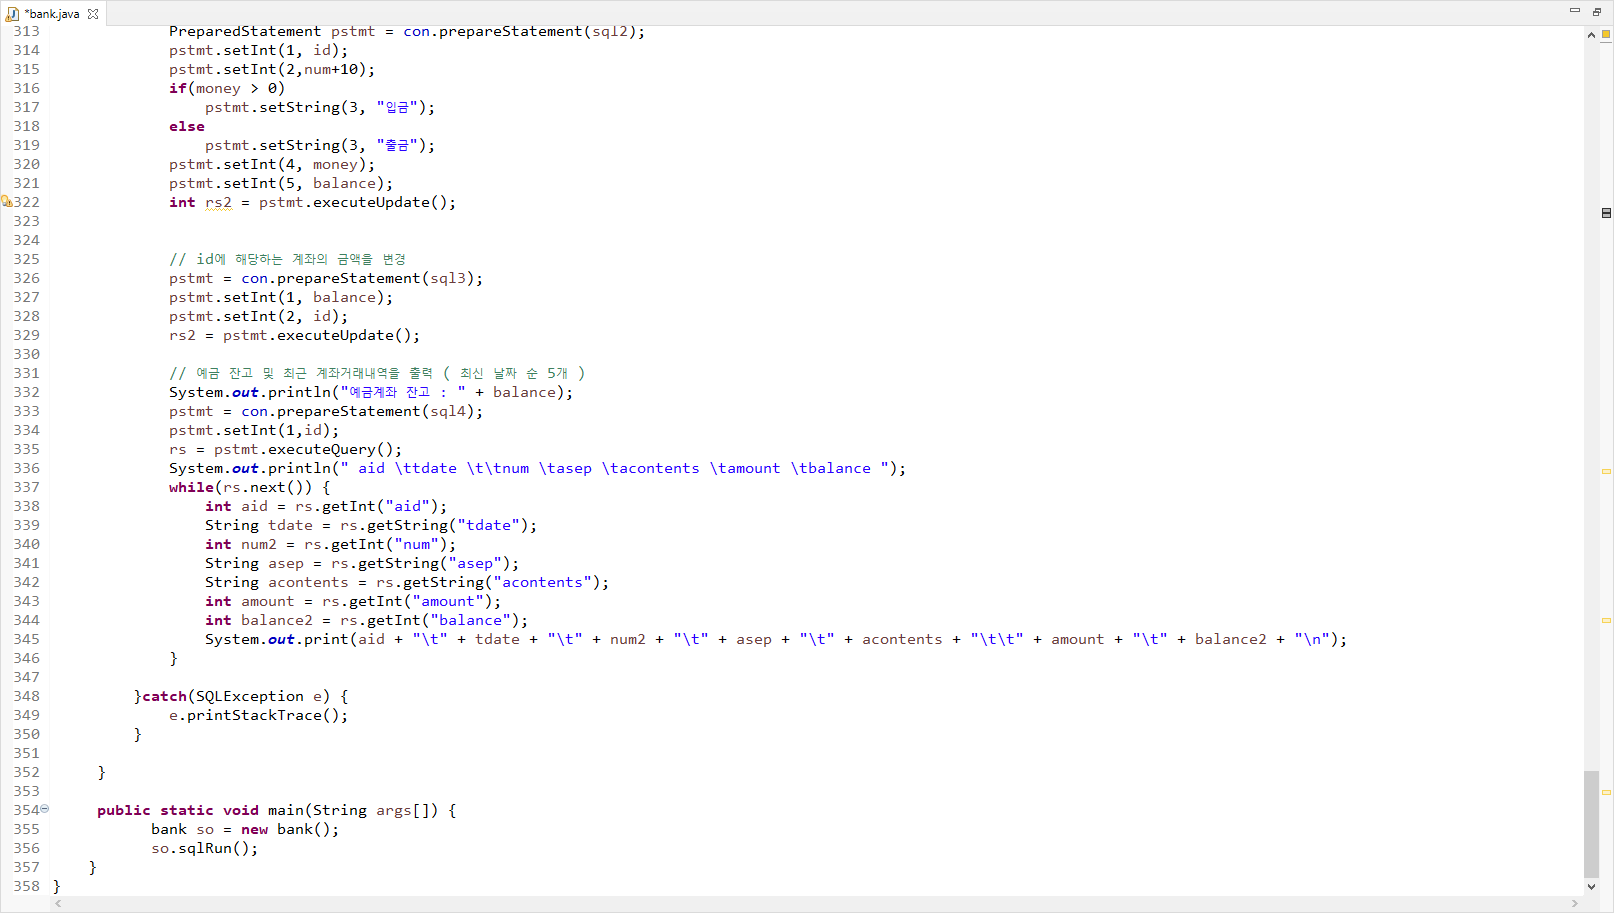 *bank.java
313 PreparedStatement pstmt = con.prepareStatement(sql2);
314 pstmt.setInt(1, id);
315 pstmt.setInt(2,num+10);
316 if(money > 0)
317 pstmt.setString(3, "입금");
318 else
319 pstmt.setString(3, "출금");
320 pstmt.setInt(4, money);
321 pstmt.setInt(5, balance);
322 int rs2 = pstmt.executeUpdate();
323
324
325 // id에 해당하는 계좌의 금액을 변경
326 pstmt = con.prepareStatement(sql3);
327 pstmt.setInt(1, balance);
328 pstmt.setInt(2, id);
329 rs2 = pstmt.executeUpdate();
330
331 // 예금 잔고 및 최근 계좌거래내역을 출력 ( 최신 날짜 순 5개 )
332 System.out.println("예금계좌 잔고 : " + balance);
333 pstmt = con.prepareStatement(sql4);
334 pstmt.setInt(1,id);
335 rs = pstmt.executeQuery();
336 System.out.println(" aid \ttdate \t\tnum \tasep \tacontents \tamount \tbalance ");
337 while(rs.next()) {
338 int aid = rs.getInt("aid");
339 String tdate = rs.getString("tdate");
340 int num2 = rs.getInt("num");
341 String asep = rs.getString("asep");
342 String acontents = rs.getString("acontents");
343 int amount = rs.getInt("amount");
344 int balance2 = rs.getInt("balance");
345 System.out.print(aid + "\t" + tdate + "\t" + num2 + "\t" + asep + "\t" + acontents + "\t\t" + amount + "\t" + balance2 + "\n");
346 }
347
348 }catch(SQLException e) {
349 e.printStackTrace();
350 }
351
352 }
353
354 public static void main(String args[]) {
355 bank so = new bank();
356 so.sqlRun();
357 }
358 }